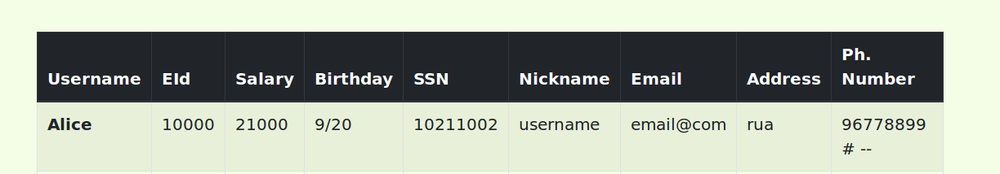 Ph.
Username EId Salary Birthday SSN Nickname Email Address Number
Alice 10000 21000 9/20 10211002 username email@com rua 96778899
# --